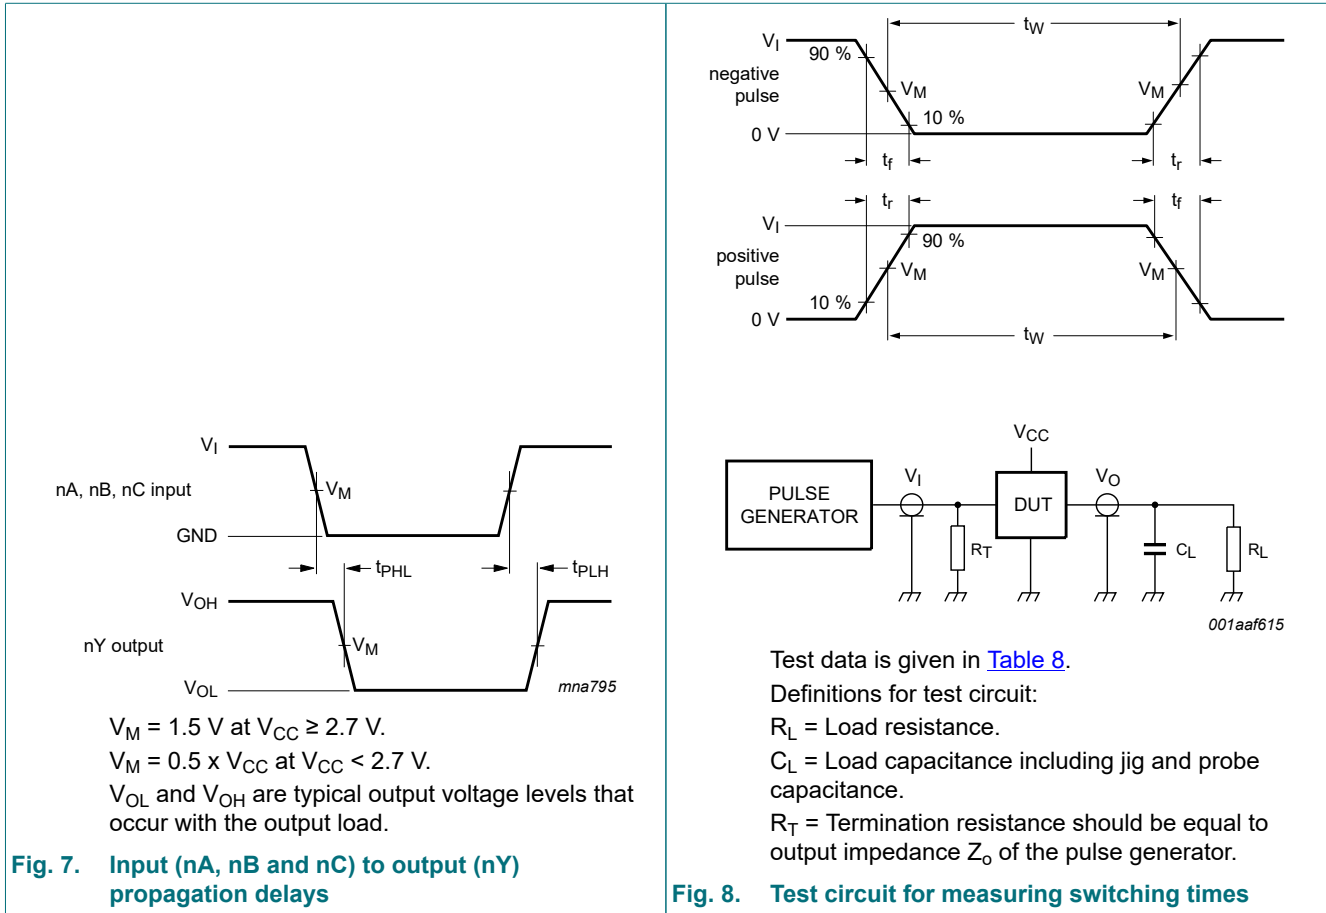 V_I
nA, nB, nC input
V_M
GND
t_PHL
t_PLH
V_OH
nY output
V_M
V_OL
mna795
V_M = 1.5 V at V_CC ≥ 2.7 V.
V_M = 0.5 x V_CC at V_CC < 2.7 V.
V_OL and V_OH are typical output voltage levels that
occur with the output load.
Fig. 7. Input (nA, nB and nC) to output (nY)
propagation delays
t_W
V_I
90 %
negative
pulse
V_M
V_M
10 %
0 V
t_f
t_r
t_r
t_f
V_I
90 %
positive
pulse
V_M
V_M
10 %
0 V
t_W
V_CC
V_I
V_O
PULSE
GENERATOR
DUT
R_T
C_L
R_L
001aaf615
Test data is given in Table 8.
Definitions for test circuit:
R_L = Load resistance.
C_L = Load capacitance including jig and probe
capacitance.
R_T = Termination resistance should be equal to
output impedance Z_o of the pulse generator.
Fig. 8. Test circuit for measuring switching times